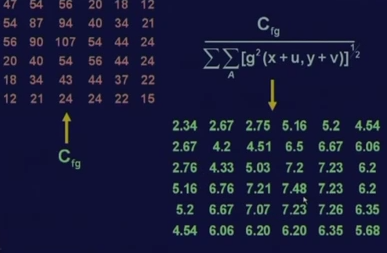 47 54 56 20 18 12
54 87 94 40 34 21
56 90 107 54 44 24
20 40 54 56 44 24
18 34 43 44 37 22
12 21 24 24 22 15
C_fg
C_fg
ΣΣ_A [g²(x+u, y+v)]^½
2.34 2.67 2.75 5.16 5.2 4.54
2.67 4.2 4.51 6.5 6.67 6.06
2.76 4.33 5.03 7.2 7.23 6.2
5.16 6.76 7.21 7.48 7.23 6.2
5.2 6.67 7.07 7.23 7.26 6.35
4.54 6.06 6.20 6.20 6.35 5.68